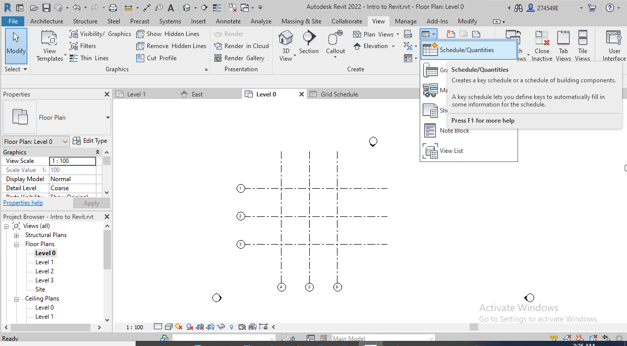 Autodesk Revit 2022 - Intro to Revit.rvt - Floor Plan: Level 0
274549E
File Architecture Structure Steel Precast Systems Insert Annotate Analyze Massing & Site Collaborate View Manage Add-Ins Modify
Modify
View
Templates
Visibility/ Graphics
Filters
Thin Lines
Show Hidden Lines
Remove Hidden Lines
Cut Profile
Render
Render in Cloud
Render Gallery
3D
View
Section
Callout
Plan Views
Elevation
Close
Inactive
Tab
Views
Tile
Views
User
Interface
Select
Graphics
Presentation
Create
Schedule/Quantities
Note Block
View List
Schedule/Quantities
Creates a key schedule or a schedule of building components.
A key schedule lets you define keys to automatically fill in
some information for the schedule.
Press F1 for more help
Properties
Level 1
East
Level 0
Grid Schedule
Floor Plan
Floor Plan: Level 0
Edit Type
Graphics
View Scale 1 : 100
Scale Value 1: 100
Display Model Normal
Detail Level Coarse
Properties help
Apply
Project Browser - Intro to Revit.rvt
Views (all)
Structural Plans
Floor Plans
Level 0
Level 1
Level 2
Level 3
Site
Ceiling Plans
Level 0
Level 1
1
2
3
4
5
6
Activate Windows
Go to Settings to activate Windows.
1 : 100
Ready
Main Model